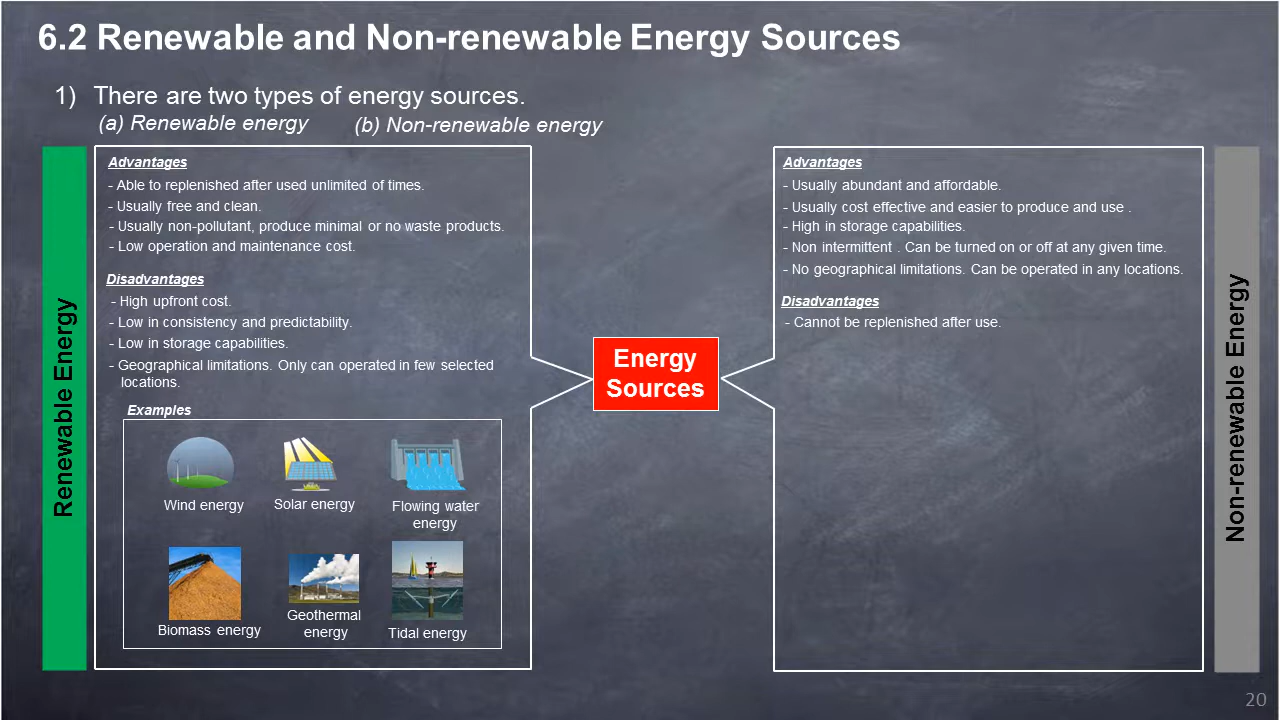 6.2 Renewable and Non-renewable Energy Sources
1) There are two types of energy sources.
(a) Renewable energy (b) Non-renewable energy
Renewable Energy
Advantages
- Able to replenished after used unlimited of times.
- Usually free and clean.
- Usually non-pollutant, produce minimal or no waste products.
- Low operation and maintenance cost.
Disadvantages
- High upfront cost.
- Low in consistency and predictability.
- Low in storage capabilities.
- Geographical limitations. Only can operated in few selected
locations.
Examples
Wind energy
Solar energy
Flowing water
energy
Biomass energy
Geothermal
energy
Tidal energy
Energy
Sources
Advantages
- Usually abundant and affordable.
- Usually cost effective and easier to produce and use .
- High in storage capabilities.
- Non intermittent . Can be turned on or off at any given time.
- No geographical limitations. Can be operated in any locations.
Disadvantages
- Cannot be replenished after use.
Non-renewable Energy
20